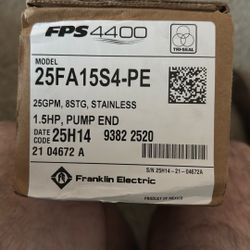 FPS 4400
TRI-SEAL
MODEL
25FA15S4-PE
25GPM, 8STG, STAINLESS
1.5HP, PUMP END
DATE CODE 25H14 9382 2520
21 04672 A
S/N 25H14-21-04672A
Franklin Electric